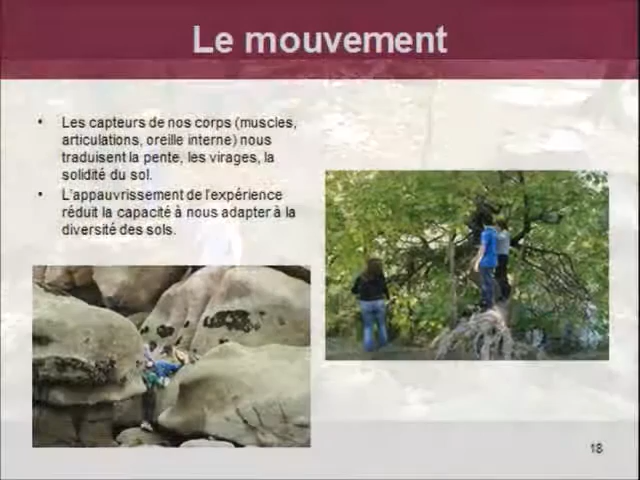 Le mouvement
• Les capteurs de nos corps (muscles,
articulations, oreille interne) nous
traduisent la pente, les virages, la
solidité du sol.
• L'appauvrissement de l'expérience
réduit la capacité à nous adapter à la
diversité des sols.
18